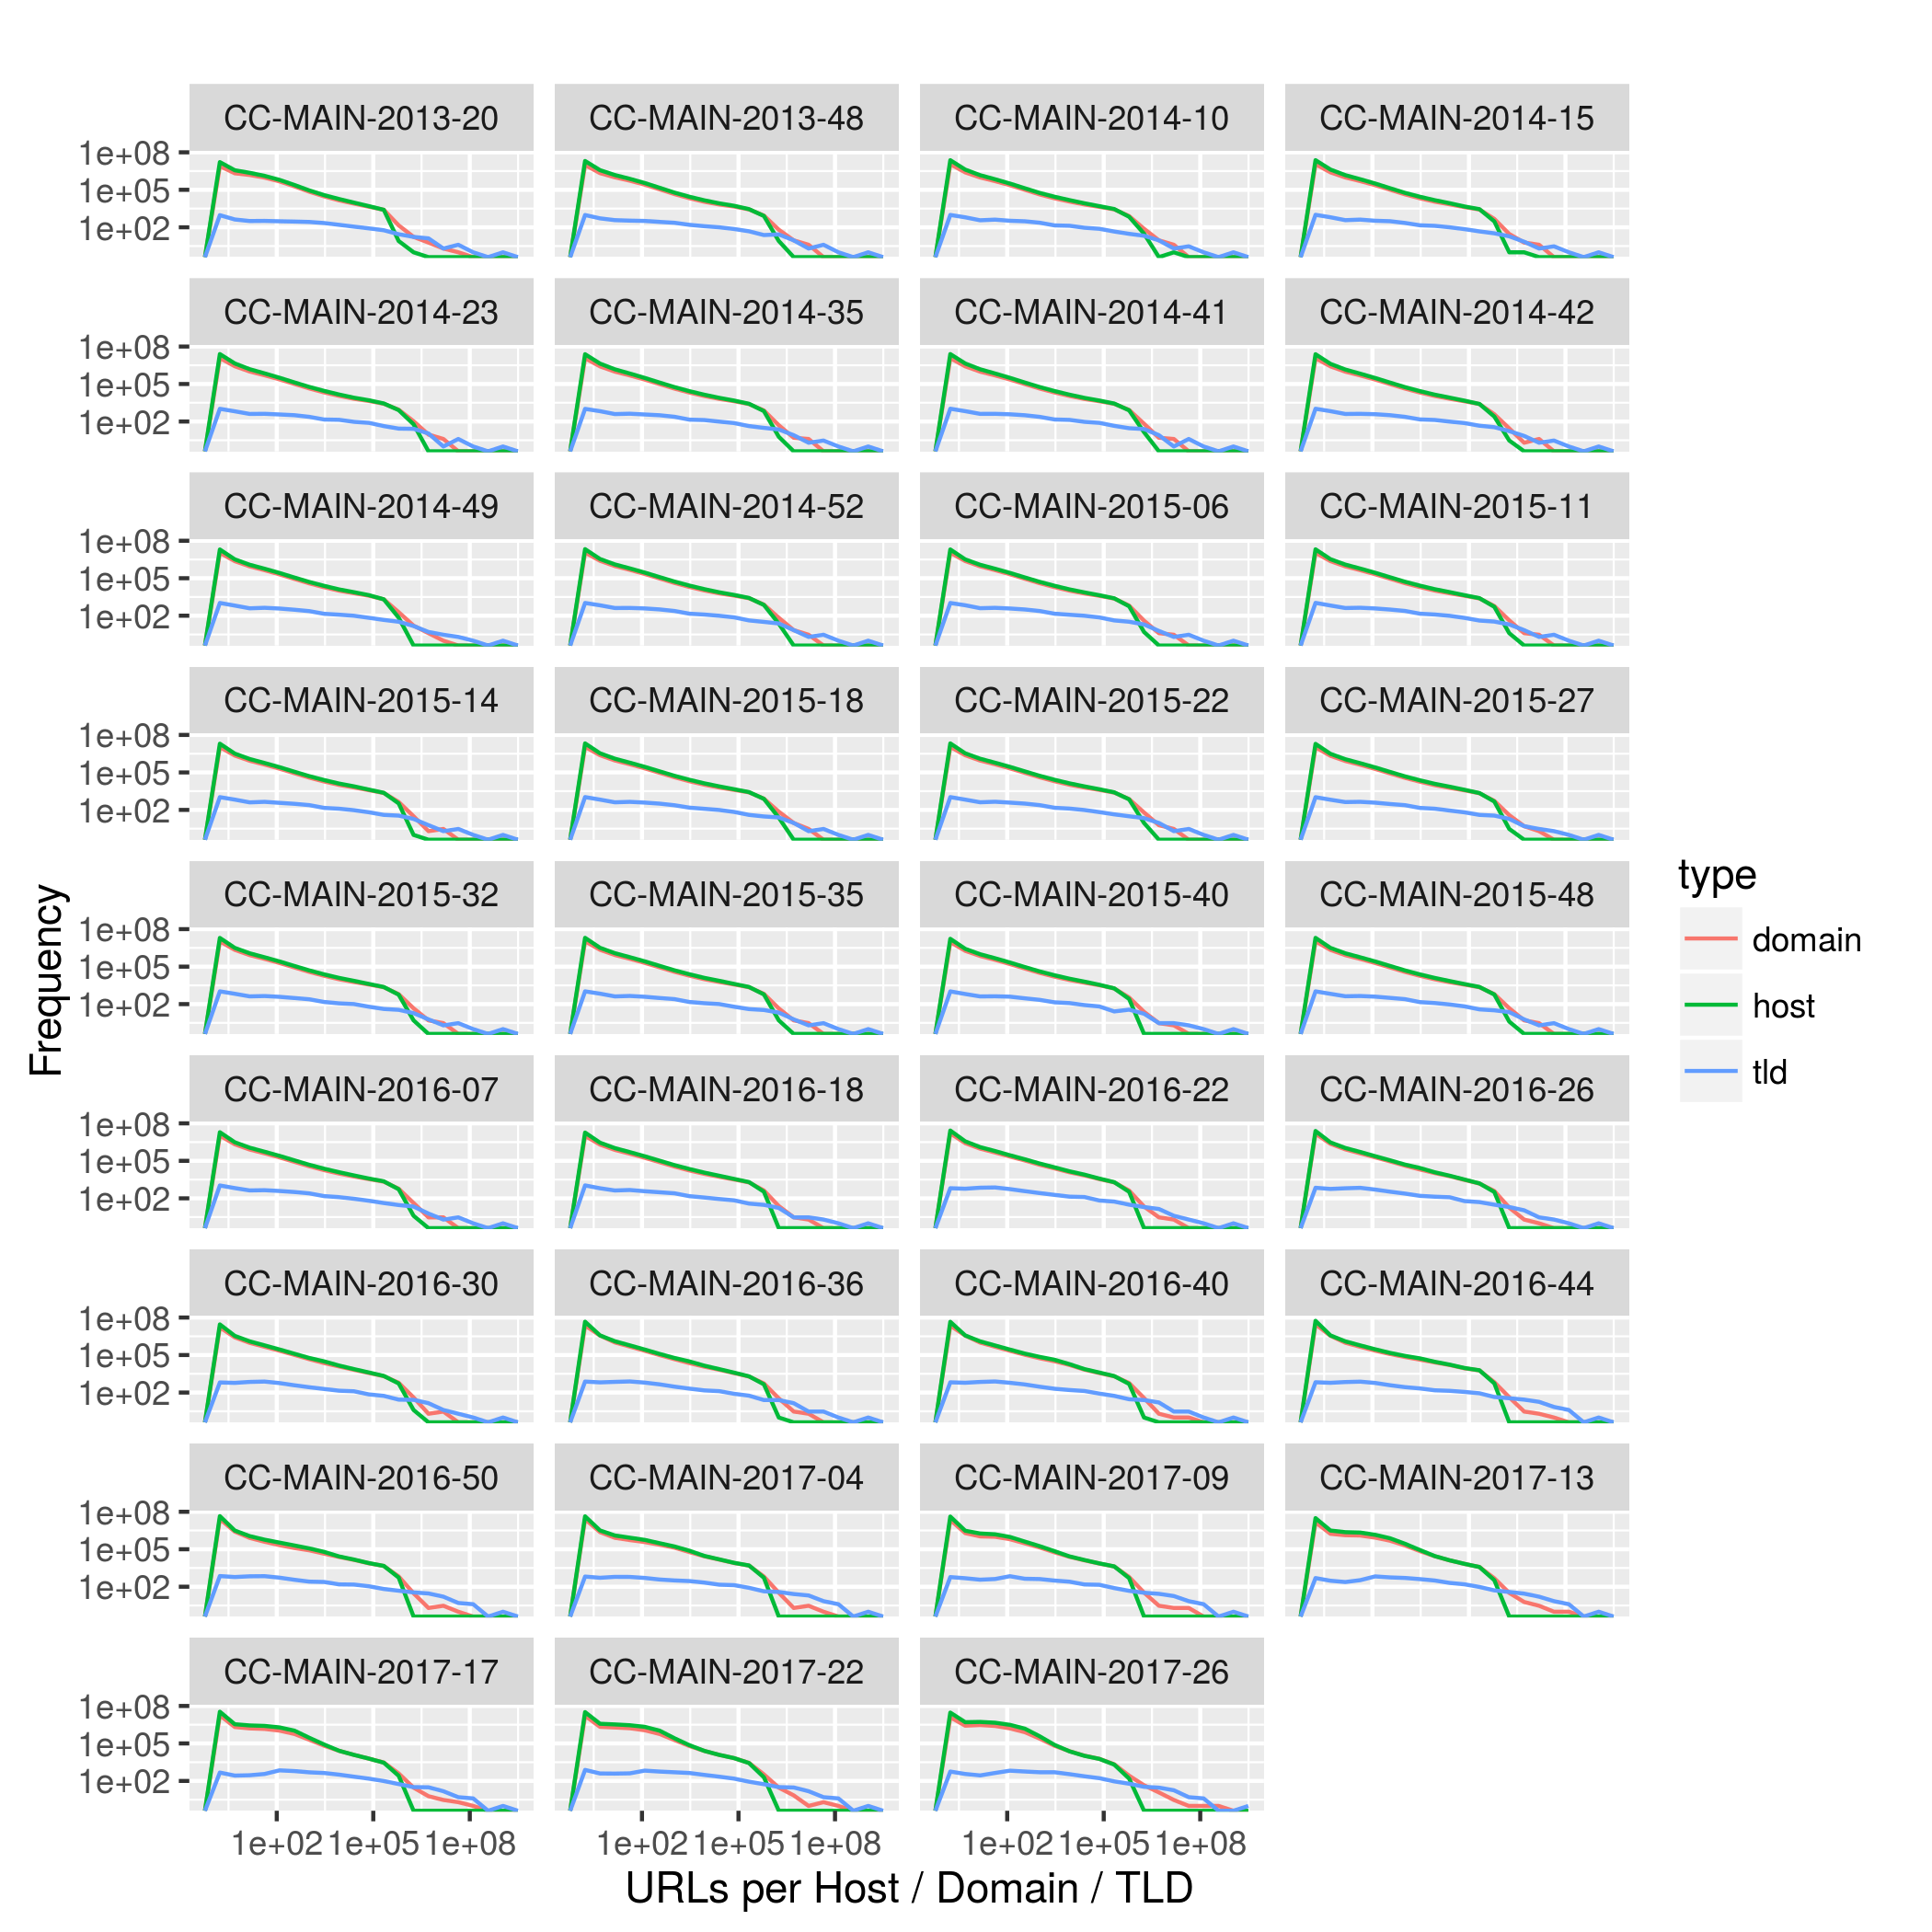 CC-MAIN-2013-20 CC-MAIN-2013-48 CC-MAIN-2014-10 CC-MAIN-2014-15
1e+08
1e+05
1e+02
CC-MAIN-2014-23 CC-MAIN-2014-35 CC-MAIN-2014-41 CC-MAIN-2014-42
1e+08
1e+05
1e+02
CC-MAIN-2014-49 CC-MAIN-2014-52 CC-MAIN-2015-06 CC-MAIN-2015-11
1e+08
1e+05
1e+02
CC-MAIN-2015-14 CC-MAIN-2015-18 CC-MAIN-2015-22 CC-MAIN-2015-27
1e+08
1e+05
1e+02
CC-MAIN-2015-32 CC-MAIN-2015-35 CC-MAIN-2015-40 CC-MAIN-2015-48
1e+08
1e+05
1e+02
CC-MAIN-2016-07 CC-MAIN-2016-18 CC-MAIN-2016-22 CC-MAIN-2016-26
1e+08
1e+05
1e+02
CC-MAIN-2016-30 CC-MAIN-2016-36 CC-MAIN-2016-40 CC-MAIN-2016-44
1e+08
1e+05
1e+02
CC-MAIN-2016-50 CC-MAIN-2017-04 CC-MAIN-2017-09 CC-MAIN-2017-13
1e+08
1e+05
1e+02
CC-MAIN-2017-17 CC-MAIN-2017-22 CC-MAIN-2017-26
1e+08
1e+05
1e+02
1e+02 1e+05 1e+08 1e+02 1e+05 1e+08 1e+02 1e+05 1e+08
URLs per Host / Domain / TLD
Frequency
type
domain
host
tld